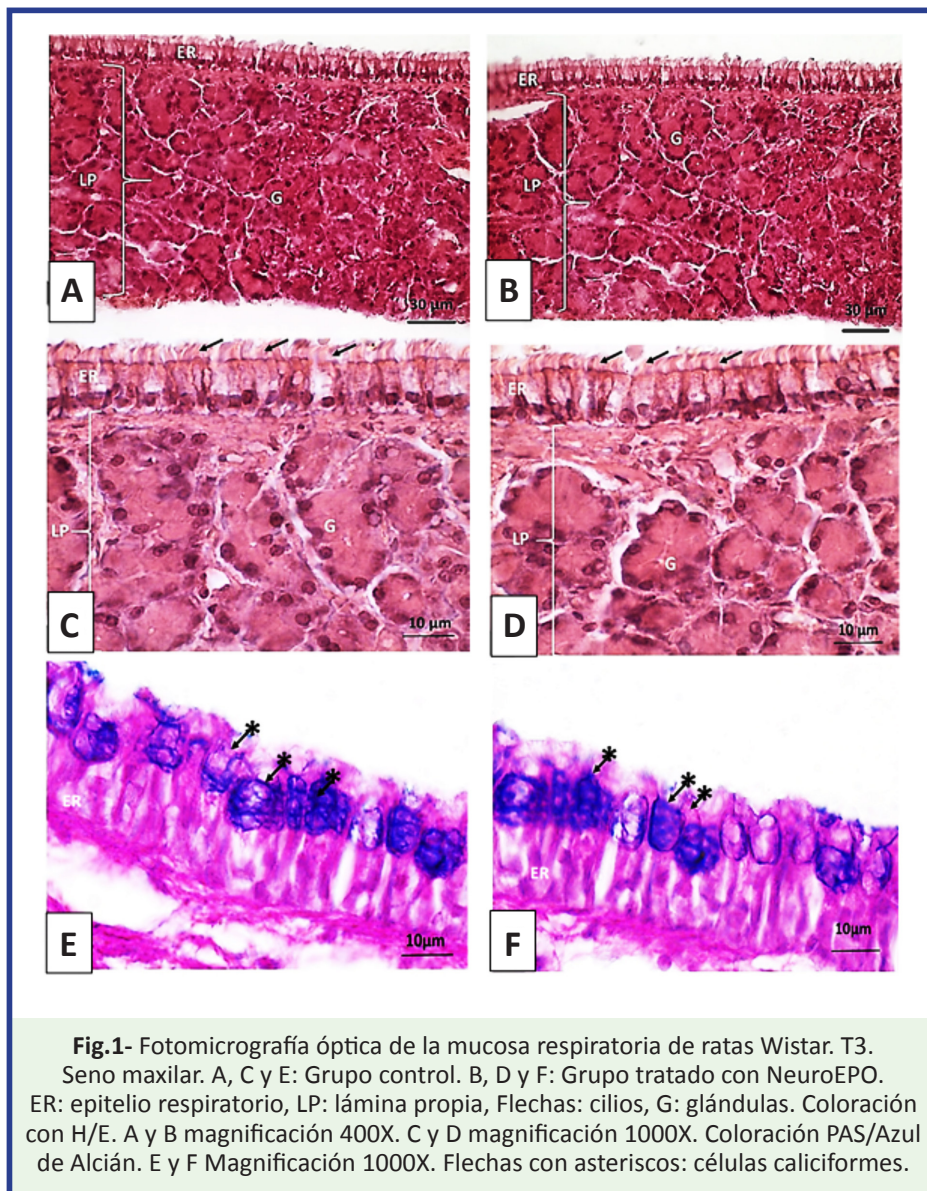 ER
LP
G
A
30 µm
ER
LP
G
B
30 µm
ER
LP
G
C
10 µm
ER
LP
G
D
10 µm
*
*
*
ER
E
10µm
*
*
*
ER
F
10µm
Fig.1- Fotomicrografía óptica de la mucosa respiratoria de ratas Wistar. T3.
Seno maxilar. A, C y E: Grupo control. B, D y F: Grupo tratado con NeuroEPO.
ER: epitelio respiratorio, LP: lámina propia, Flechas: cilios, G: glándulas. Coloración
con H/E. A y B magnificación 400X. C y D magnificación 1000X. Coloración PAS/Azul
de Alcián. E y F Magnificación 1000X. Flechas con asteriscos: células caliciformes.